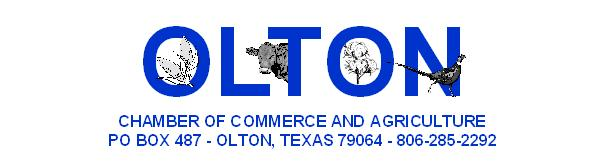 OLTON
CHAMBER OF COMMERCE AND AGRICULTURE
PO BOX 487 - OLTON, TEXAS 79064 - 806-285-2292